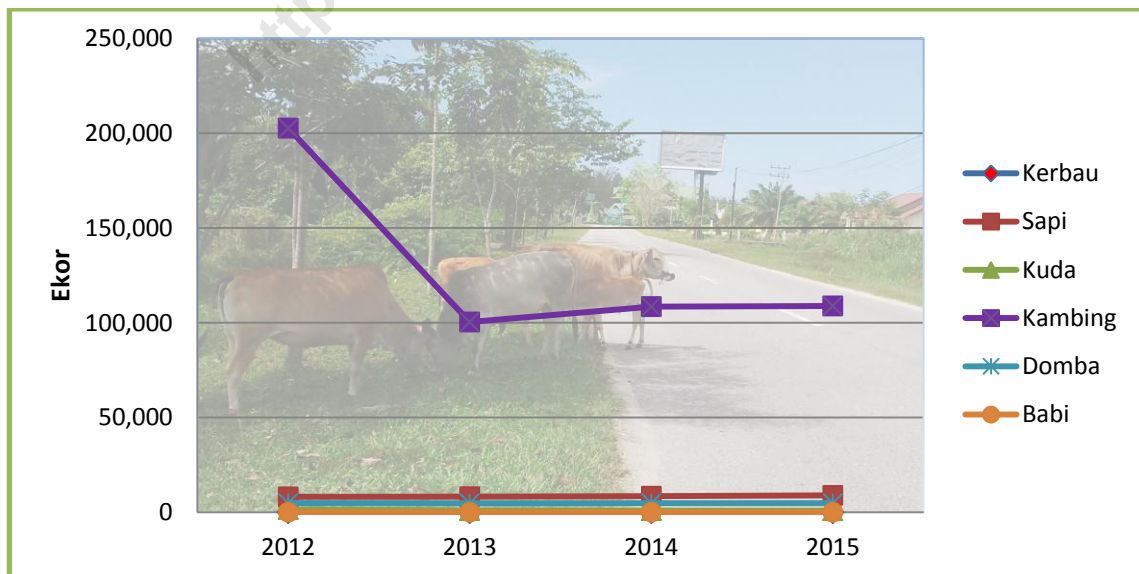 http
250,000
200,000
150,000
100,000
50,000
0
Ekor
2012 2013 2014 2015
Kerbau
Sapi
Kuda
Kambing
Domba
Babi